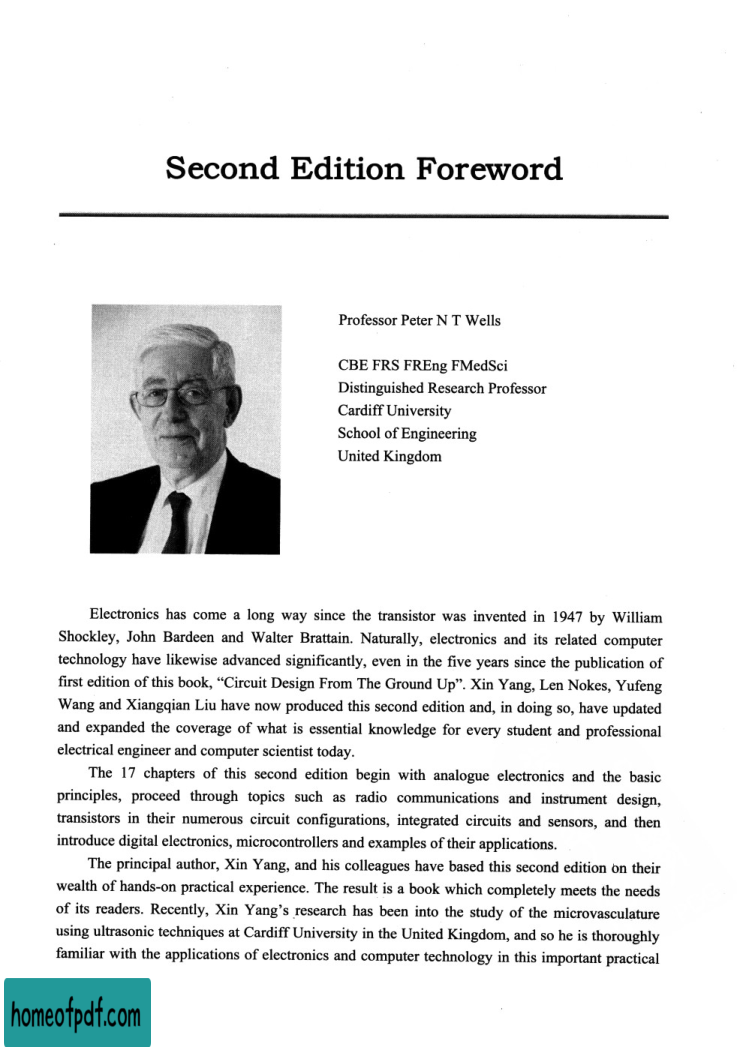 Second Edition Foreword
Professor Peter N T Wells
CBE FRS FREng FMedSci
Distinguished Research Professor
Cardiff University
School of Engineering
United Kingdom
Electronics has come a long way since the transistor was invented in 1947 by William
Shockley, John Bardeen and Walter Brattain. Naturally, electronics and its related computer
technology have likewise advanced significantly, even in the five years since the publication of
first edition of this book, “Circuit Design From The Ground Up”. Xin Yang, Len Nokes, Yufeng
Wang and Xiangqian Liu have now produced this second edition and, in doing so, have updated
and expanded the coverage of what is essential knowledge for every student and professional
electrical engineer and computer scientist today.
The 17 chapters of this second edition begin with analogue electronics and the basic
principles, proceed through topics such as radio communications and instrument design,
transistors in their numerous circuit configurations, integrated circuits and sensors, and then
introduce digital electronics, microcontrollers and examples of their applications.
The principal author, Xin Yang, and his colleagues have based this second edition on their
wealth of hands-on practical experience. The result is a book which completely meets the needs
of its readers. Recently, Xin Yang’s research has been into the study of the microvasculature
using ultrasonic techniques at Cardiff University in the United Kingdom, and so he is thoroughly
familiar with the applications of electronics and computer technology in this important practical
homeofpdf.com